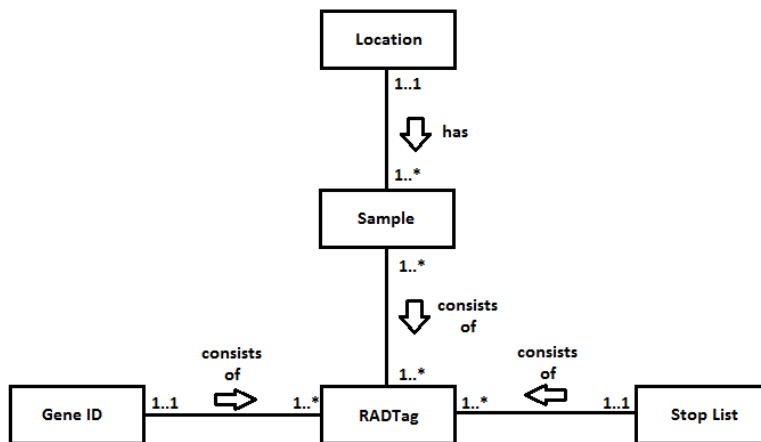 Location
1..1
has
1..*
Sample
1..*
consists
of
1..*
consists
of
consists
of
Gene ID
1..1
1..*
RADTag
1..*
1..1
Stop List